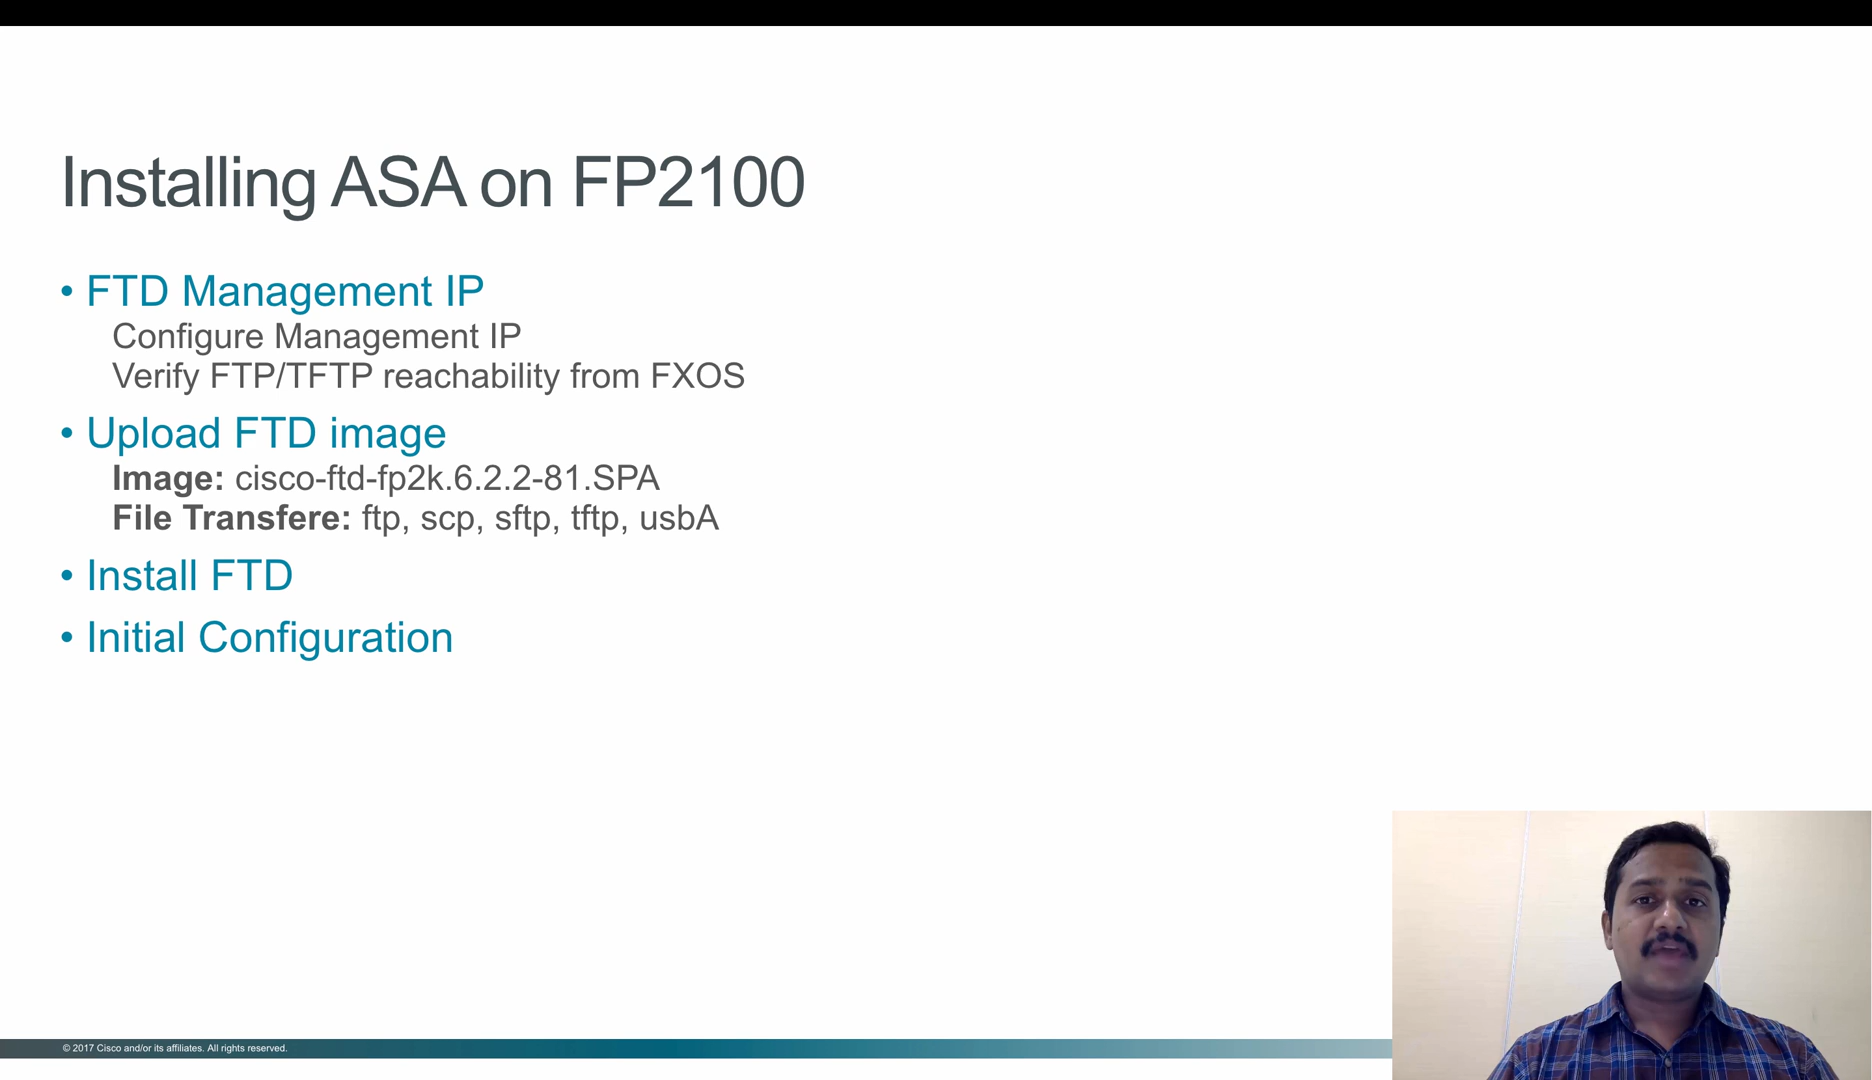 Installing ASA on FP2100
• FTD Management IP
Configure Management IP
Verify FTP/TFTP reachability from FXOS
• Upload FTD image
Image: cisco-ftd-fp2k.6.2.2-81.SPA
File Transfere: ftp, scp, sftp, tftp, usbA
• Install FTD
• Initial Configuration
© 2017 Cisco and/or its affiliates. All rights reserved.